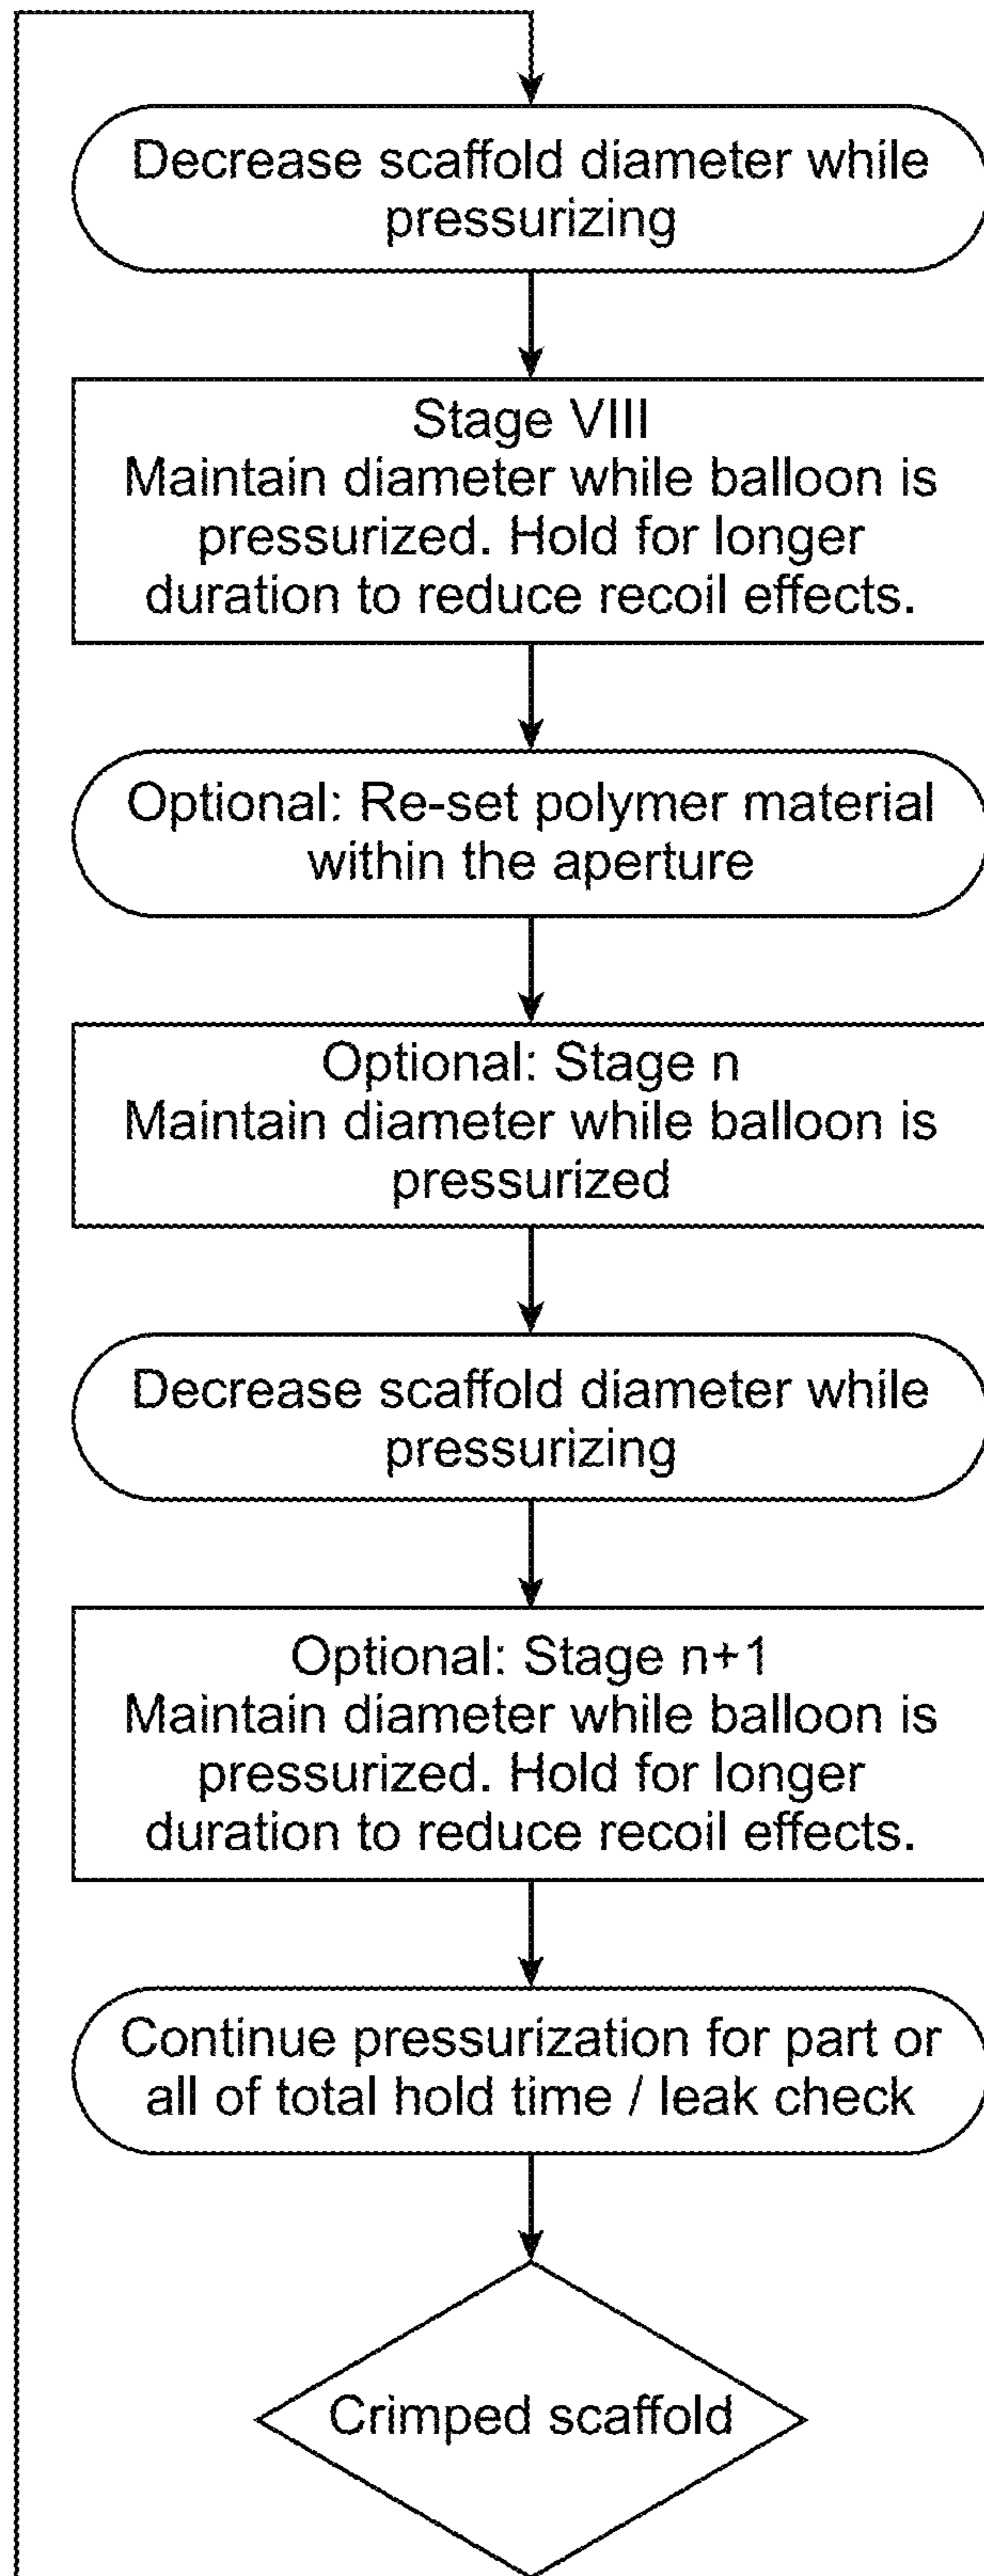 Decrease scaffold diameter while
pressurizing
Stage VIII
Maintain diameter while balloon is
pressurized. Hold for longer
duration to reduce recoil effects.
Optional: Re-set polymer material
within the aperture
Optional: Stage n
Maintain diameter while balloon is
pressurized
Decrease scaffold diameter while
pressurizing
Optional: Stage n+1
Maintain diameter while balloon is
pressurized. Hold for longer
duration to reduce recoil effects.
Continue pressurization for part or
all of total hold time / leak check
Crimped scaffold